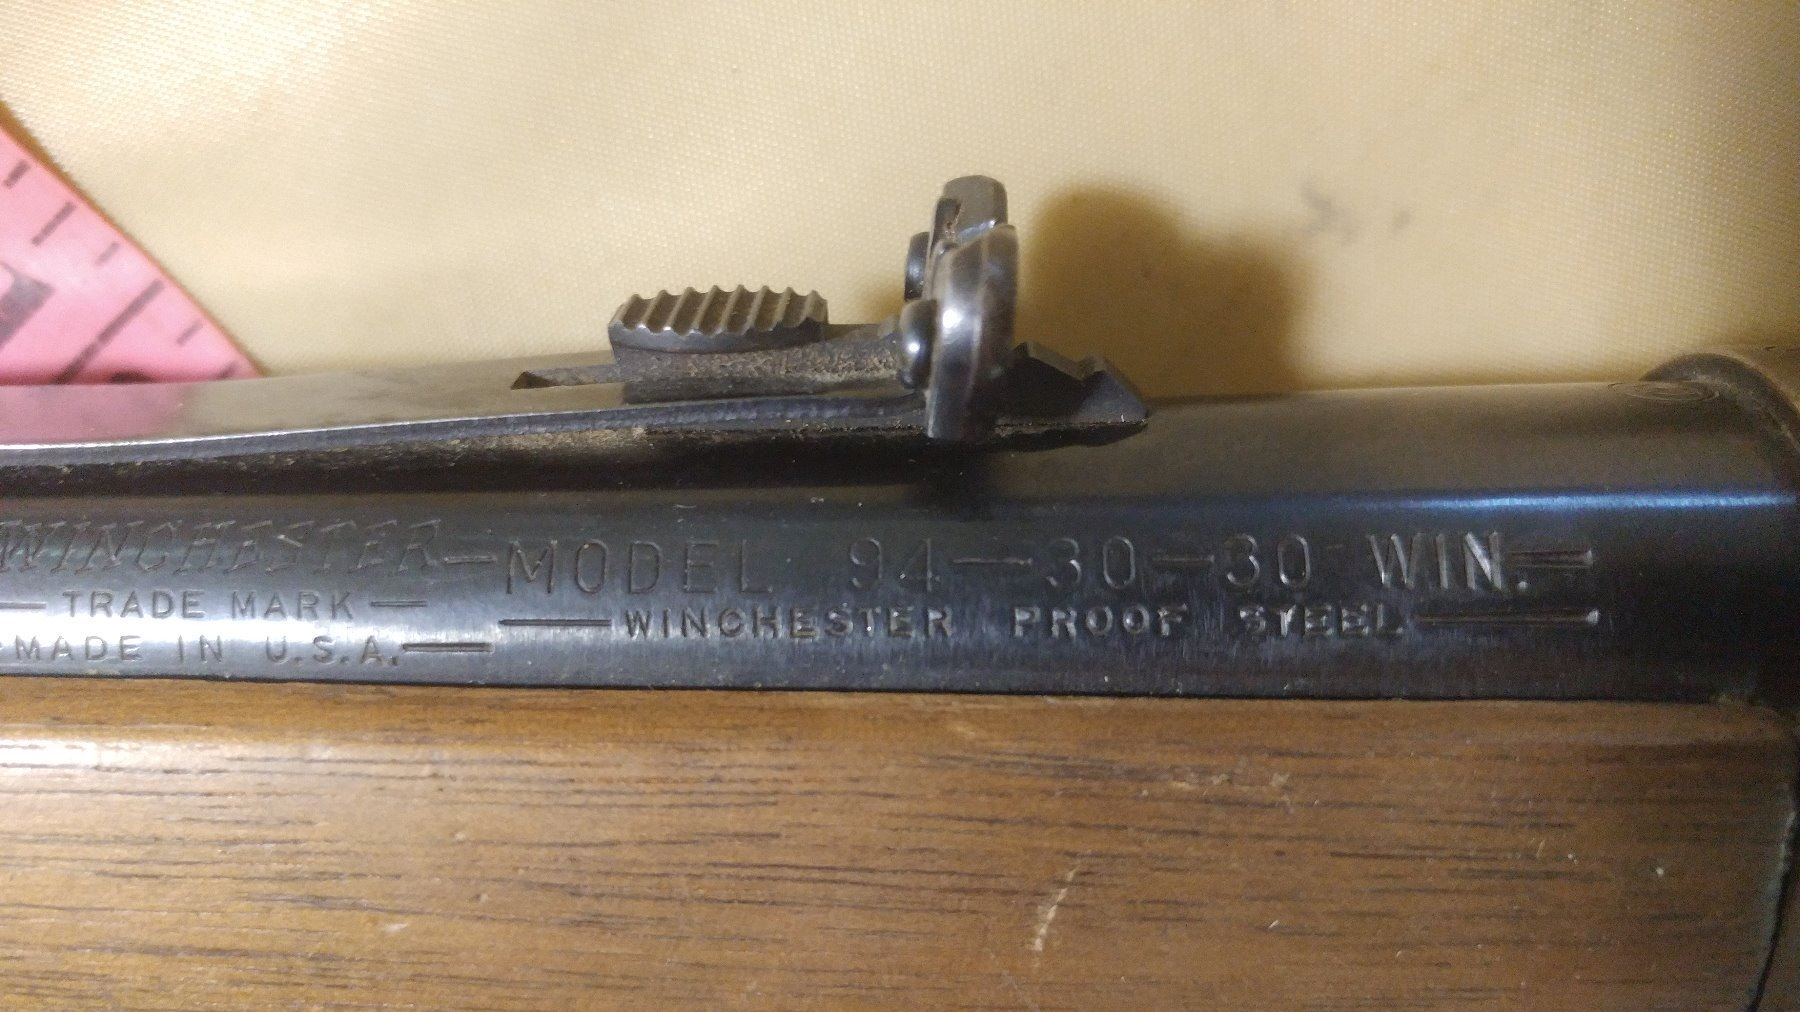 WINCHESTER—MODEL 94—30—30 WIN.—
—TRADE MARK—
—WINCHESTER PROOF STEEL—
-MADE IN U.S.A.—